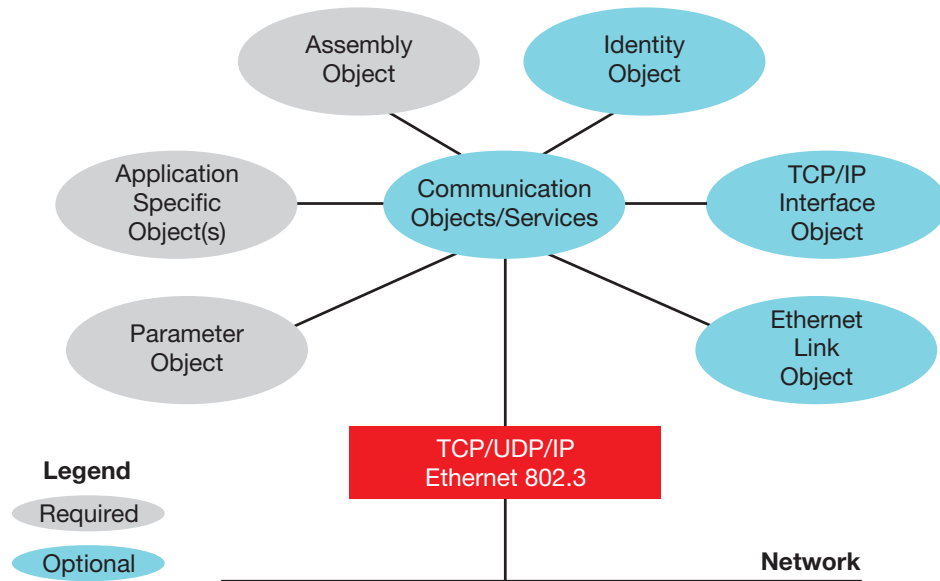 Assembly
Object
Identity
Object
Application
Specific
Object(s)
Communication
Objects/Services
TCP/IP
Interface
Object
Parameter
Object
Ethernet
Link
Object
TCP/UDP/IP
Ethernet 802.3
Legend
Required
Optional
Network